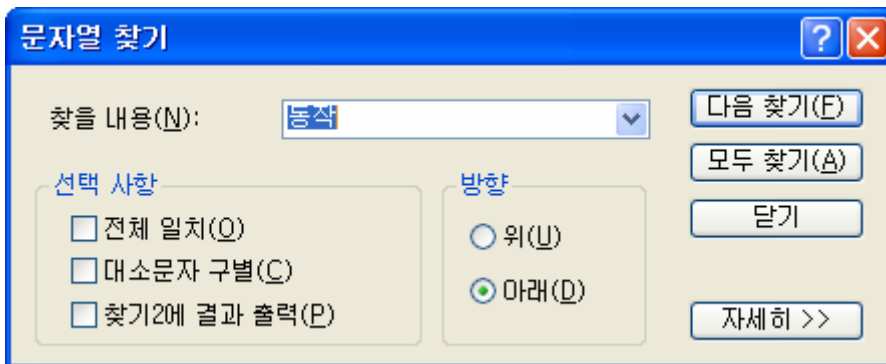 문자열 찾기
찾을 내용(N): 동작
다음 찾기(F)
모두 찾기(A)
닫기
자세히 >>
선택 사항
전체 일치(O)
대소문자 구별(C)
찾기2에 결과 출력(P)
방향
위(U)
아래(D)